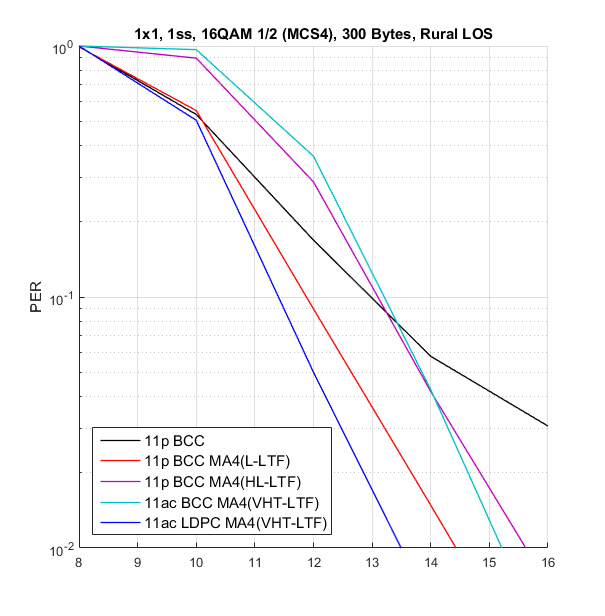 1x1, 1ss, 16QAM 1/2 (MCS4), 300 Bytes, Rural LOS
10^0
10^-1
10^-2
PER
11p BCC
11p BCC MA4(L-LTF)
11p BCC MA4(HL-LTF)
11ac BCC MA4(VHT-LTF)
11ac LDPC MA4(VHT-LTF)
8 9 10 11 12 13 14 15 16